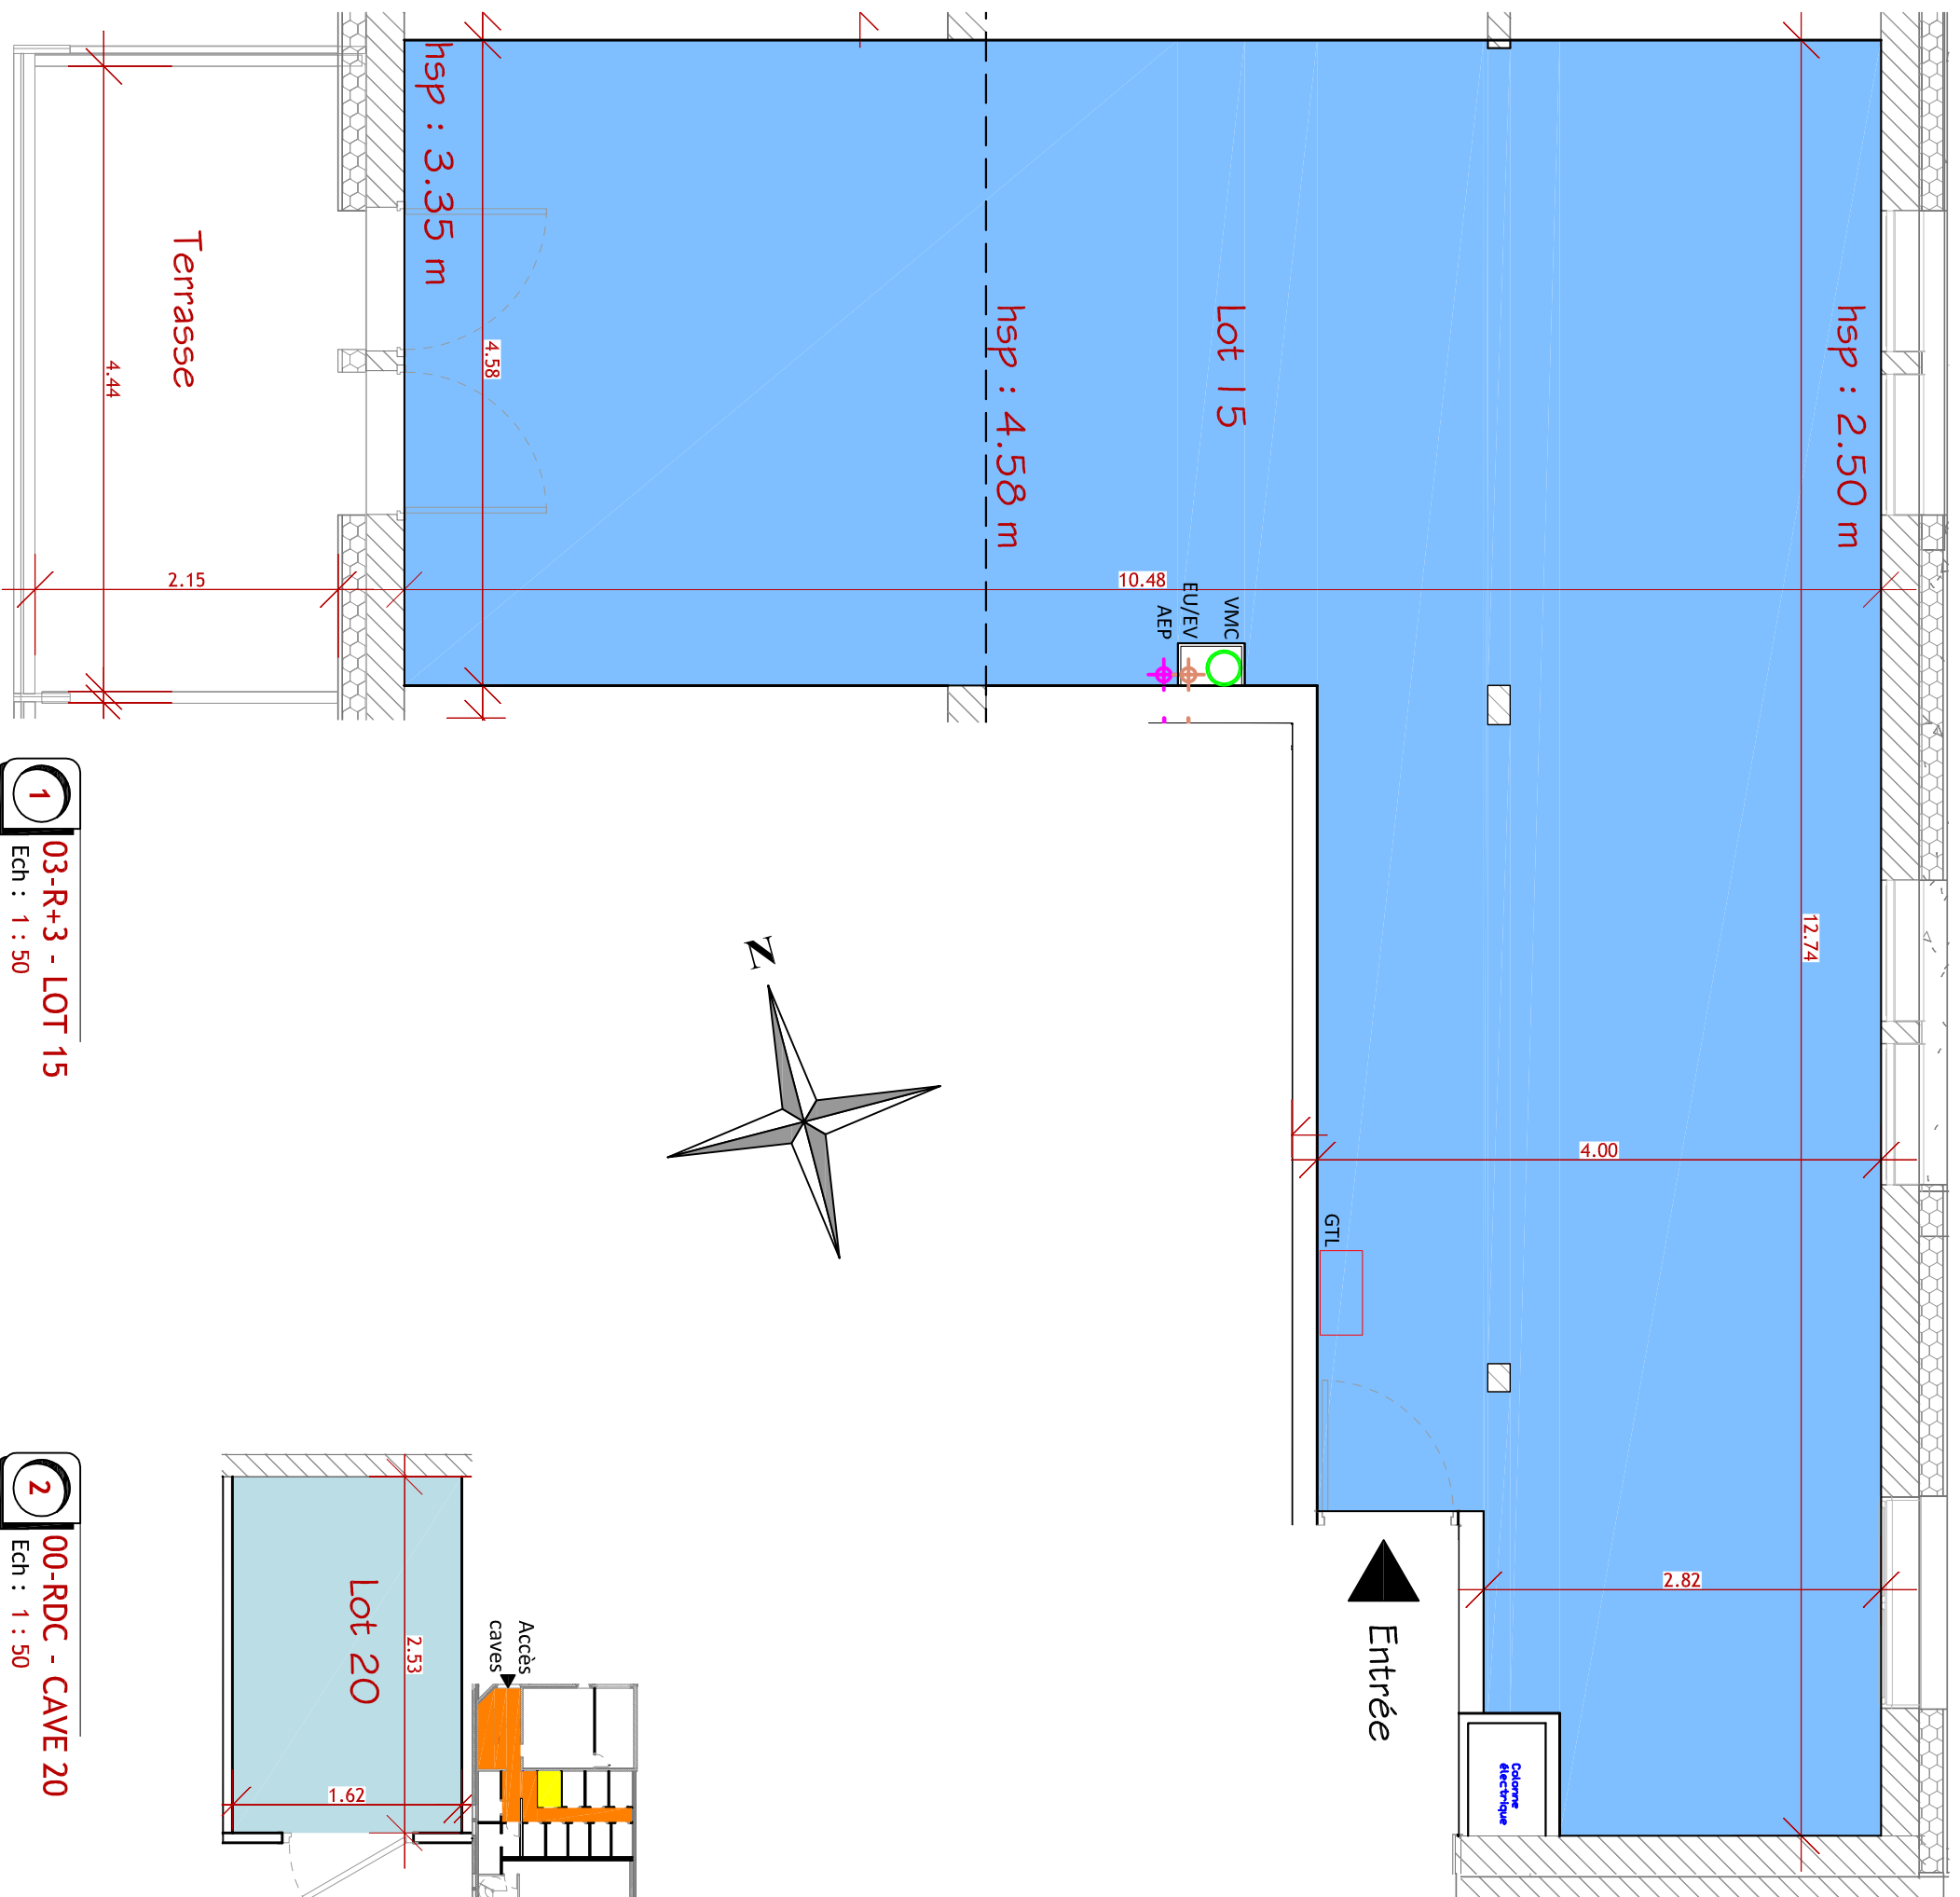 hsp : 2.50 m
Lot 15
hsp : 4.58 m
hsp : 3.35 m
Terrasse
4.58
4.44
2.15
10.48
VMC
EU/EV
AEP
12.74
4.00
2.82
GTL
Entrée
Colonne
électrique
N
1
03-R+3 - LOT 15
Ech : 1 : 50
Lot 20
2.53
1.62
Accès
caves
2
00-RDC - CAVE 20
Ech : 1 : 50